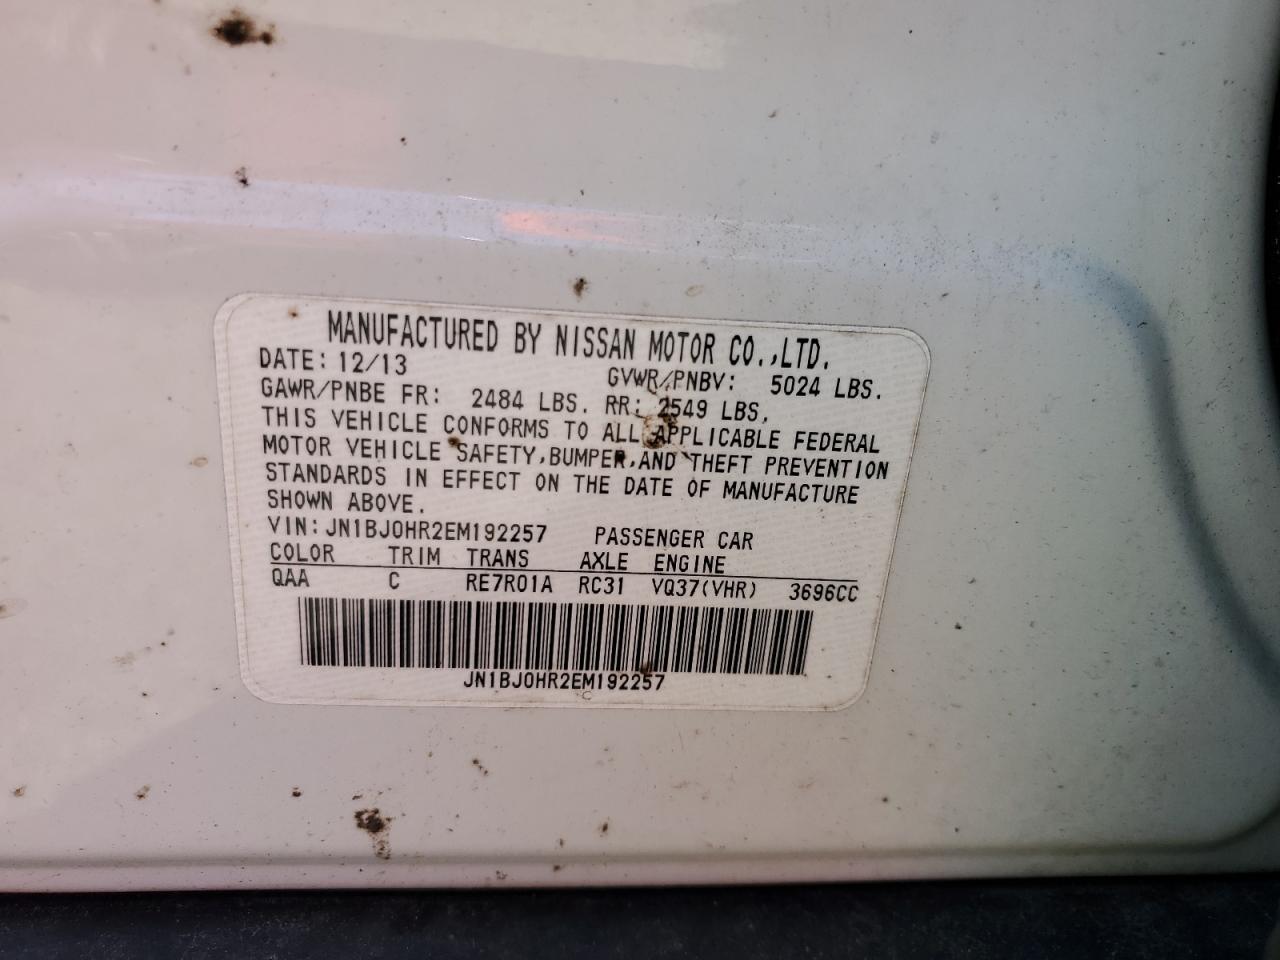 MANUFACTURED BY NISSAN MOTOR CO.,LTD.
DATE: 12/13 GVWR/PNBV: 5024 LBS.
GAWR/PNBE FR: 2484 LBS. RR: 2549 LBS.
THIS VEHICLE CONFORMS TO ALL APPLICABLE FEDERAL
MOTOR VEHICLE SAFETY,BUMPER,AND THEFT PREVENTION
STANDARDS IN EFFECT ON THE DATE OF MANUFACTURE
SHOWN ABOVE.
VIN:JN1BJ0HR2EM192257 PASSENGER CAR
COLOR TRIM TRANS AXLE ENGINE
QAA C RE7R01A RC31 VQ37(VHR) 3696CC
JN1BJ0HR2EM192257
C